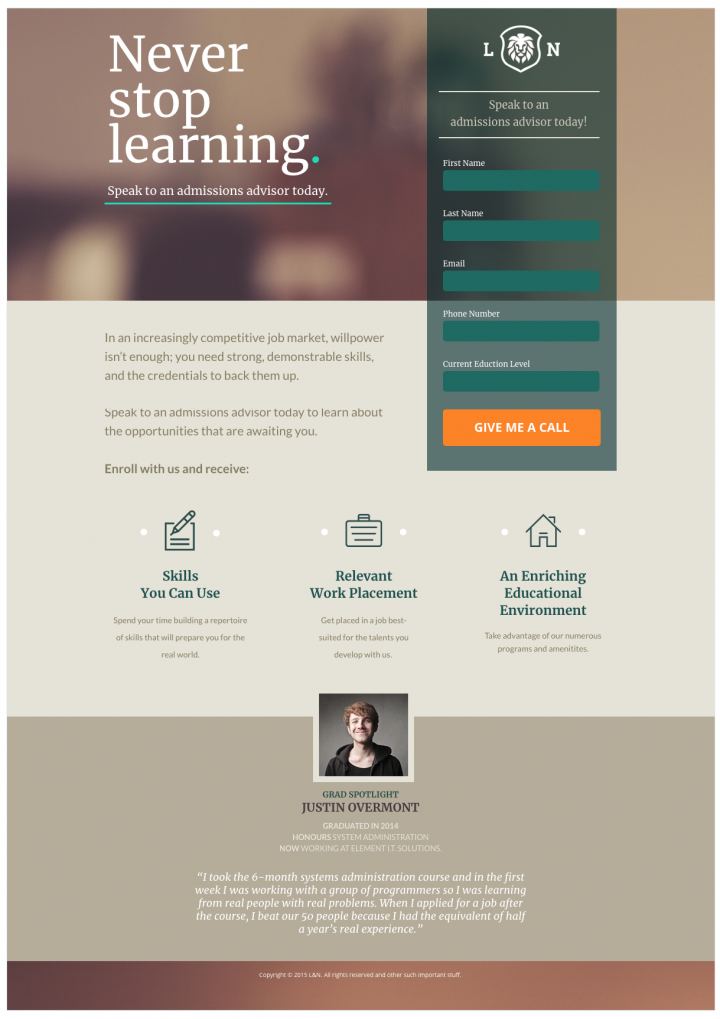 Never
stop
learning.
Speak to an admissions advisor today.
L N
Speak to an
admissions advisor today!
First Name
Last Name
Email
Phone Number
Current Eduction Level
GIVE ME A CALL
In an increasingly competitive job market, willpower
isn't enough; you need strong, demonstrable skills,
and the credentials to back them up.
Speak to an admissions advisor today to learn about
the opportunities that are awaiting you.
Enroll with us and receive:
Skills
You Can Use
Spend your time building a repertoire
of skills that will prepare you for the
real world.
Relevant
Work Placement
Get placed in a job best-
suited for the talents you
develop with us.
An Enriching
Educational
Environment
Take advantage of our numerous
programs and amenitites.
GRAD SPOTLIGHT
JUSTIN OVERMONT
GRADUATED IN 2014
HONOURS SYSTEM ADMINISTRATION
NOW WORKING AT ELEMENT I.T. SOLUTIONS.
“I took the 6-month systems administration course and in the first
week I was working with a group of programmers so I was learning
from real people with real problems. When I applied for a job after
the course, I beat our 50 people because I had the equivalent of half
a year's real experience.”
Copyright © 2015 L&N. All rights reserved and other such important stuff.